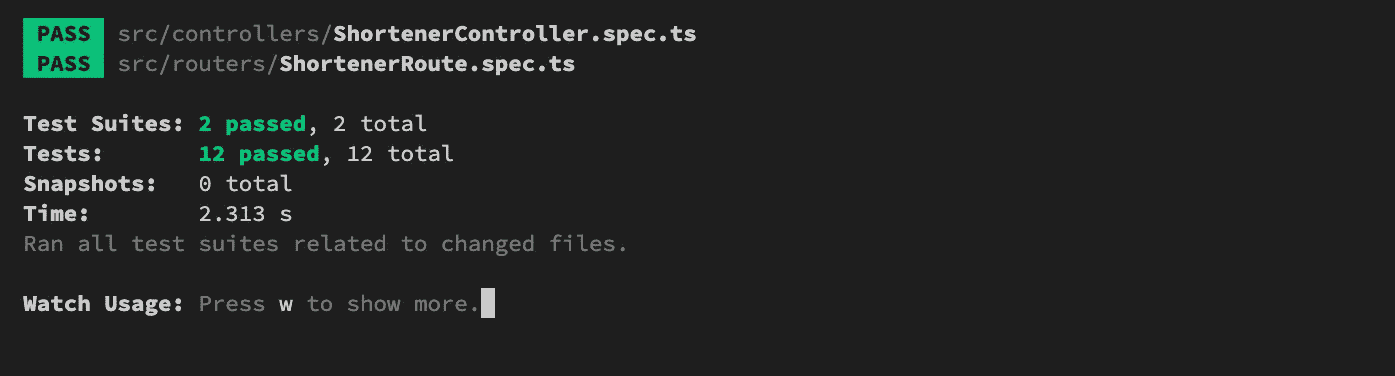 PASS src/controllers/ShortenerController.spec.ts
PASS src/routers/ShortenerRoute.spec.ts
Test Suites: 2 passed, 2 total
Tests: 12 passed, 12 total
Snapshots: 0 total
Time: 2.313 s
Ran all test suites related to changed files.
Watch Usage: Press w to show more.